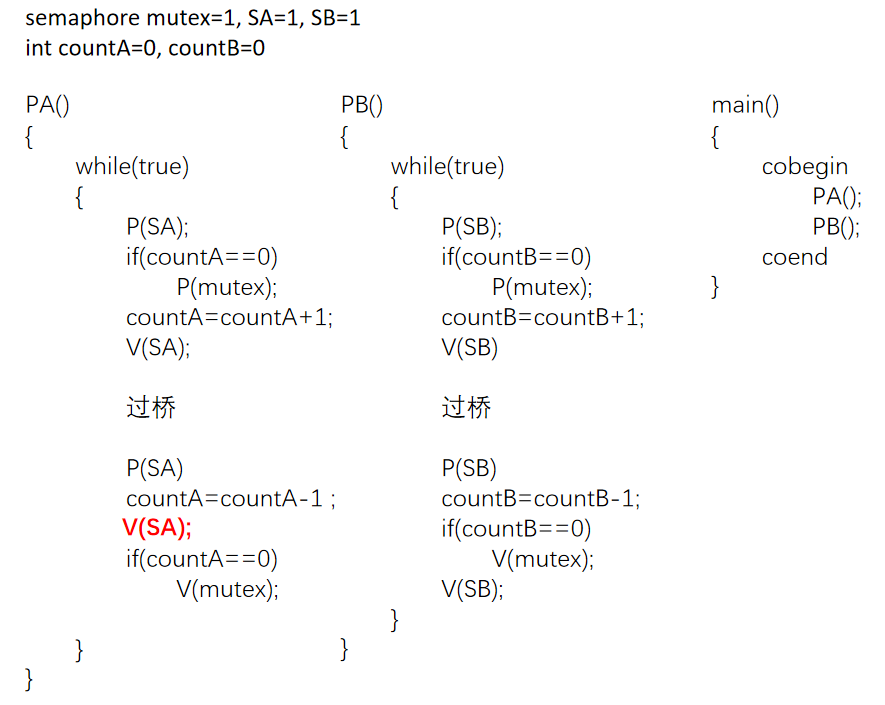 semaphore mutex=1, SA=1, SB=1
int countA=0, countB=0
PA()
{
while(true)
{
P(SA);
if(countA==0)
P(mutex);
countA=countA+1;
V(SA);
过桥
P(SA)
countA=countA-1 ;
V(SA);
if(countA==0)
V(mutex);
}
}
PB()
{
while(true)
{
P(SB);
if(countB==0)
P(mutex);
countB=countB+1;
V(SB)
过桥
P(SB)
countB=countB-1;
if(countB==0)
V(mutex);
V(SB);
}
}
main()
{
cobegin
PA();
PB();
coend
}